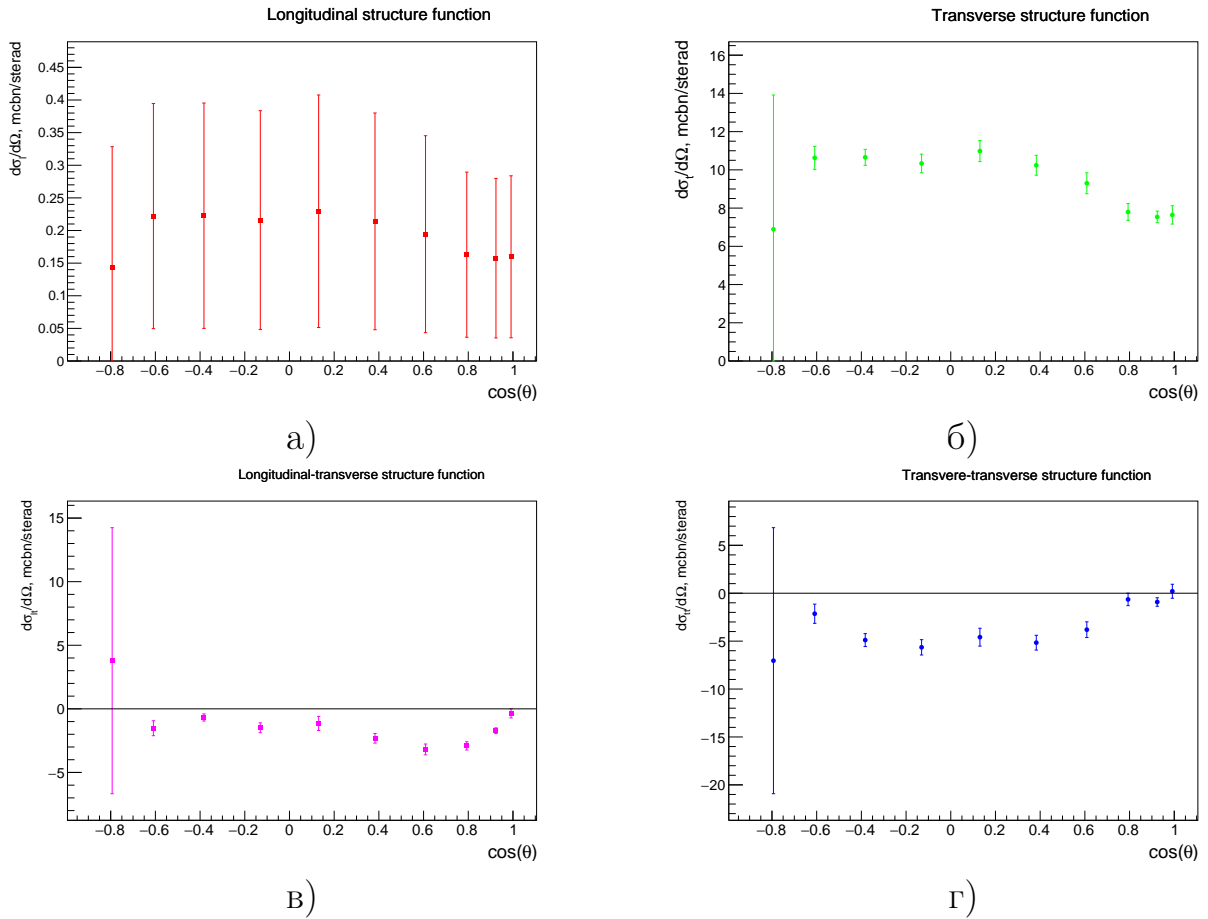 Longitudinal structure function
dσl/dΩ, mcbn/sterad
0.45
0.4
0.35
0.3
0.25
0.2
0.15
0.1
0.05
0
−0.8 −0.6 −0.4 −0.2 0 0.2 0.4 0.6 0.8 1
cos(θ)
а)
Transverse structure function
dσt/dΩ, mcbn/sterad
16
14
12
10
8
6
4
2
0
−0.8 −0.6 −0.4 −0.2 0 0.2 0.4 0.6 0.8 1
cos(θ)
б)
Longitudinal-transverse structure function
dσlt/dΩ, mcbn/sterad
15
10
5
0
−5
−0.8 −0.6 −0.4 −0.2 0 0.2 0.4 0.6 0.8 1
cos(θ)
в)
Transvere-transverse structure function
dσtt/dΩ, mcbn/sterad
5
0
−5
−10
−15
−20
−0.8 −0.6 −0.4 −0.2 0 0.2 0.4 0.6 0.8 1
cos(θ)
г)